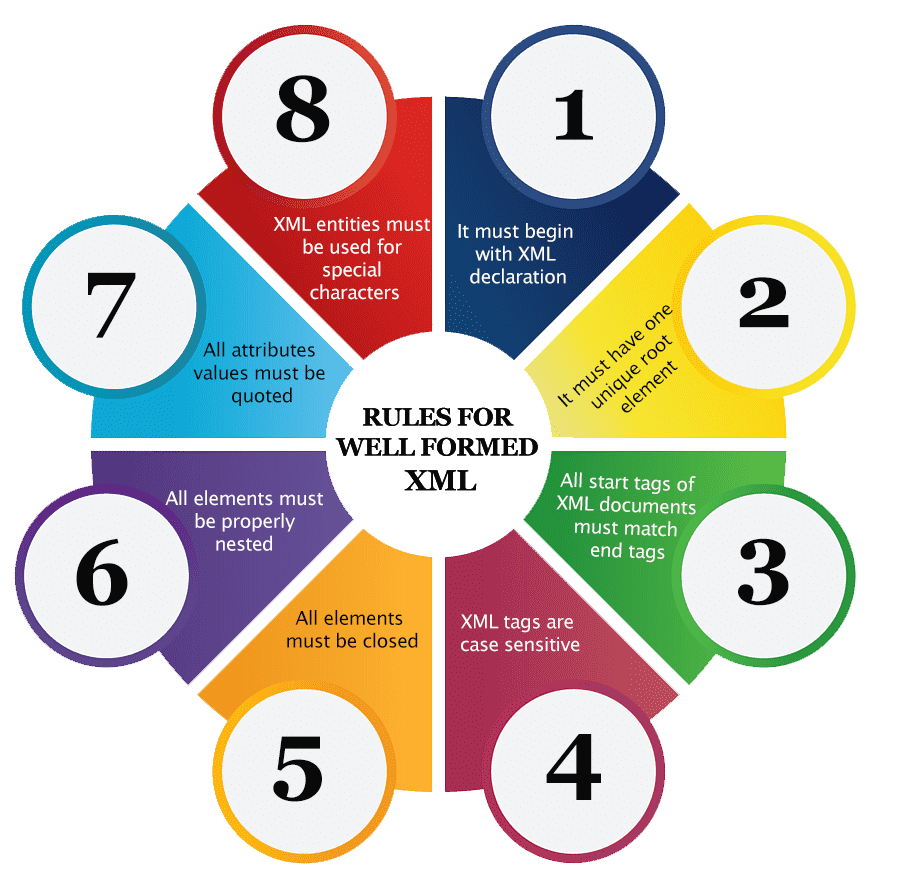 RULES FOR
WELL FORMED
XML
1
It must begin
with XML
declaration
2
It must have one
unique root
element
3
All start tags of
XML documents
must match
end tags
4
XML tags are
case sensitive
5
All elements
must be closed
6
All elements must
be properly
nested
7
All attributes
values must be
quoted
8
XML entities must
be used for
special
characters